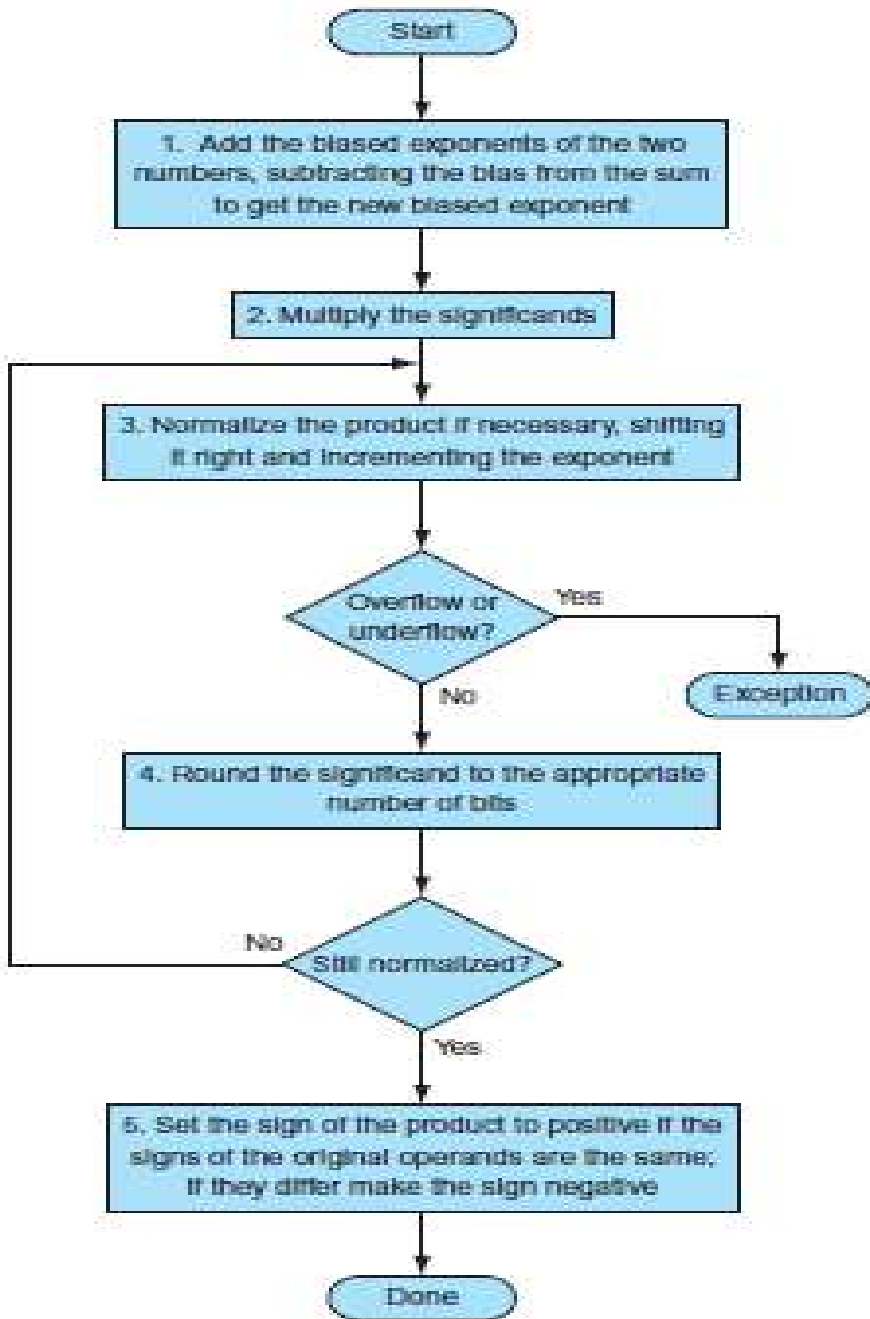 Start
1. Add the biased exponents of the two
numbers, subtracting the bias from the sum
to get the new biased exponent
2. Multiply the significands
3. Normalize the product if necessary, shifting
it right and incrementing the exponent
Overflow or
underflow?
Yes
Exception
No
4. Round the significand to the appropriate
number of bits
No
Still normalized?
Yes
5. Set the sign of the product to positive if the
signs of the original operands are the same;
if they differ make the sign negative
Done